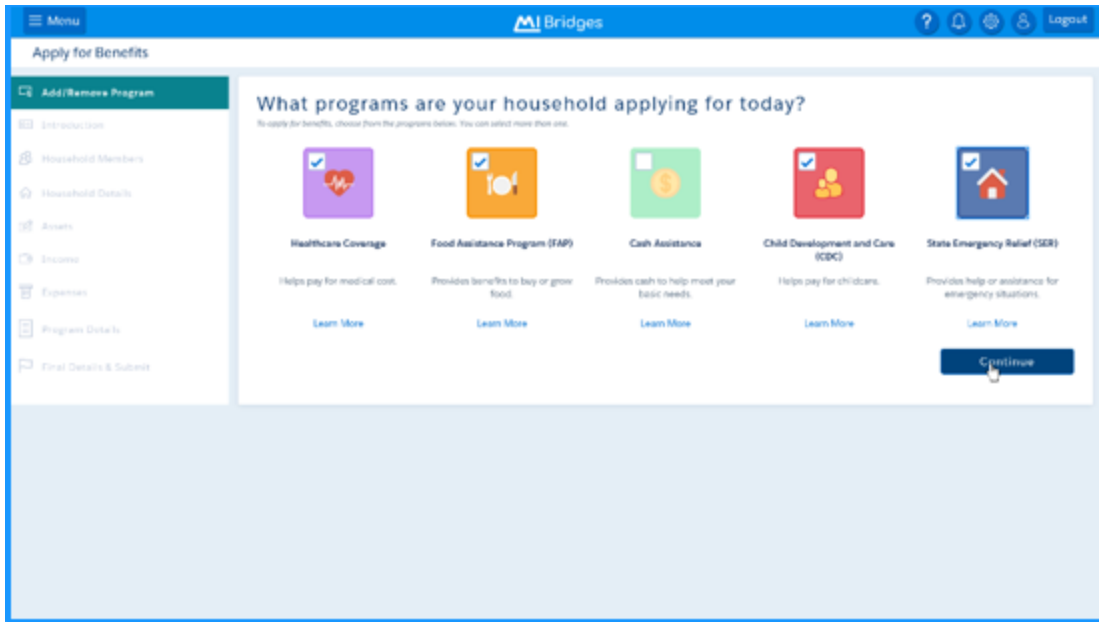 Menu
MI Bridges
?
Logout
Apply for Benefits
Add/Remove Program
Introduction
Household Members
Household Details
Assets
Income
Expenses
Program Details
Final Details & Submit
What programs are your household applying for today?
To apply for benefits, choose from the programs below. You can select more than one.
Healthcare Coverage
Helps pay for medical cost.
Learn More
Food Assistance Program (FAP)
Provides benefits to buy or grow
food.
Learn More
Cash Assistance
Provides cash to help meet your
basic needs.
Learn More
Child Development and Care
(CDC)
Helps pay for childcare.
Learn More
State Emergency Relief (SER)
Provides help or assistance for
emergency situations.
Learn More
Continue